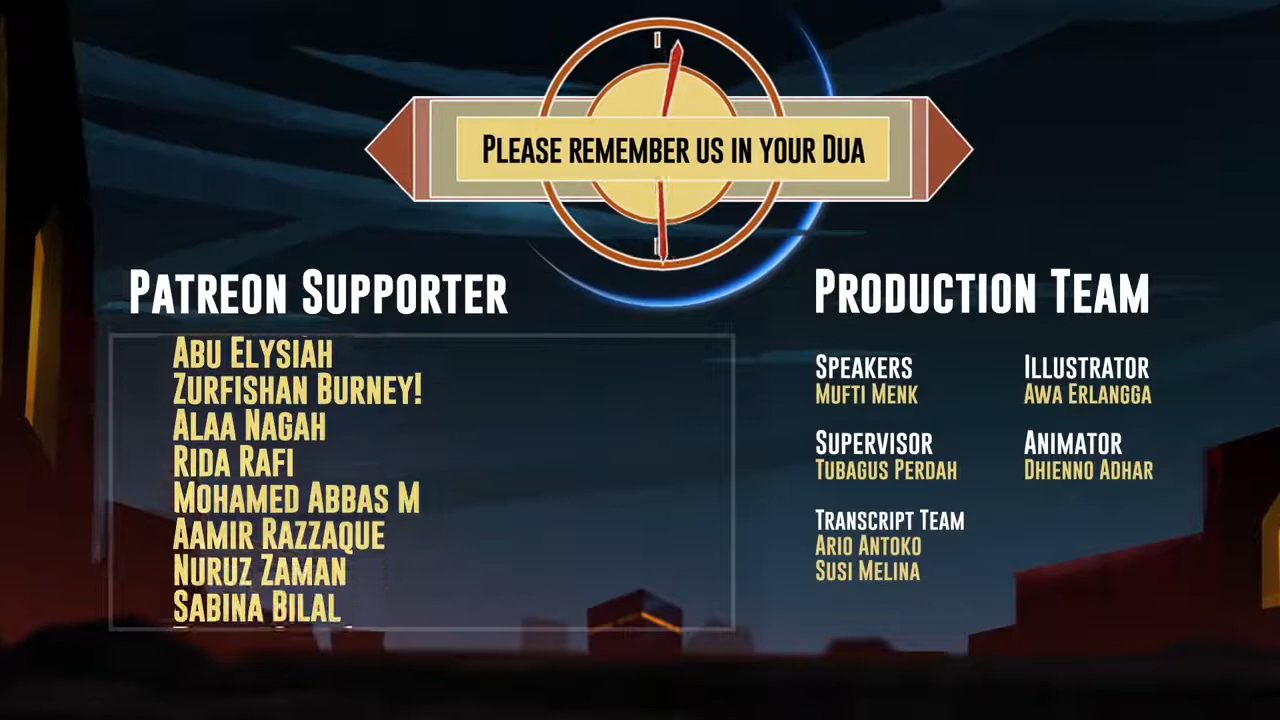 Please remember us in your Dua
Patreon Supporter
Abu Elysiah
Zurfishan Burney!
Alaa Nagah
Rida Rafi
Mohamed Abbas M
Aamir Razzaque
Nuruz Zaman
Sabina Bilal
Production Team
Speakers
Mufti Menk
Illustrator
Awa Erlangga
Supervisor
Tubagus Perdah
Animator
Dhienno Adhar
Transcript Team
Ario Antoko
Susi Melina